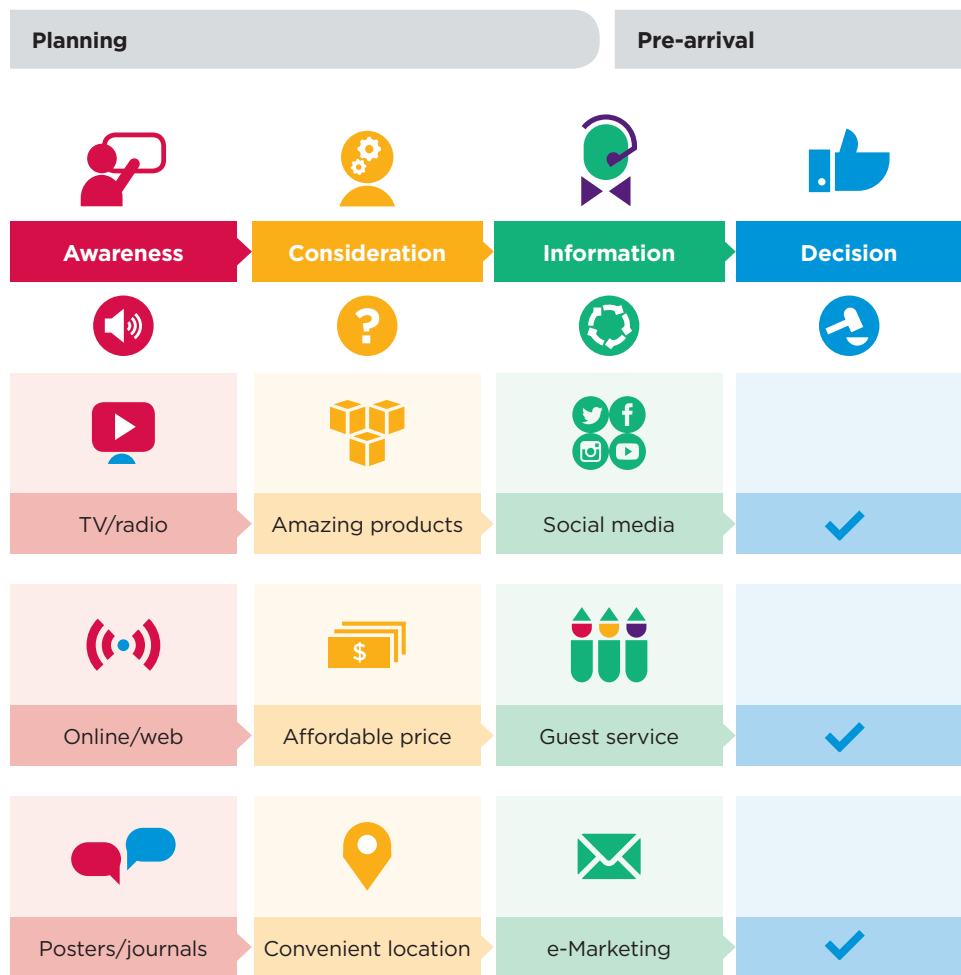 Planning
Pre-arrival
Awareness
Consideration
Information
Decision
?
TV/radio
Amazing products
Social media
$
Online/web
Affordable price
Guest service
Posters/journals
Convenient location
e-Marketing